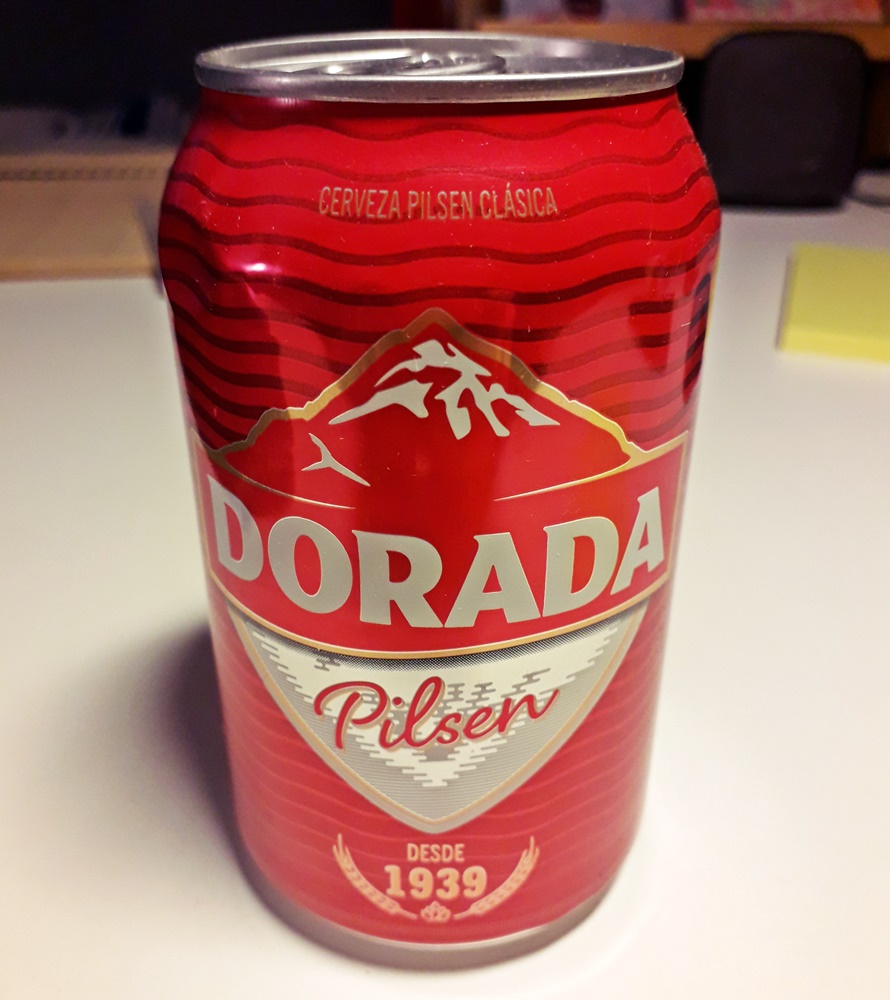 CERVEZA PILSEN CLÁSICA
DORADA
Pilsen
DESDE
1939